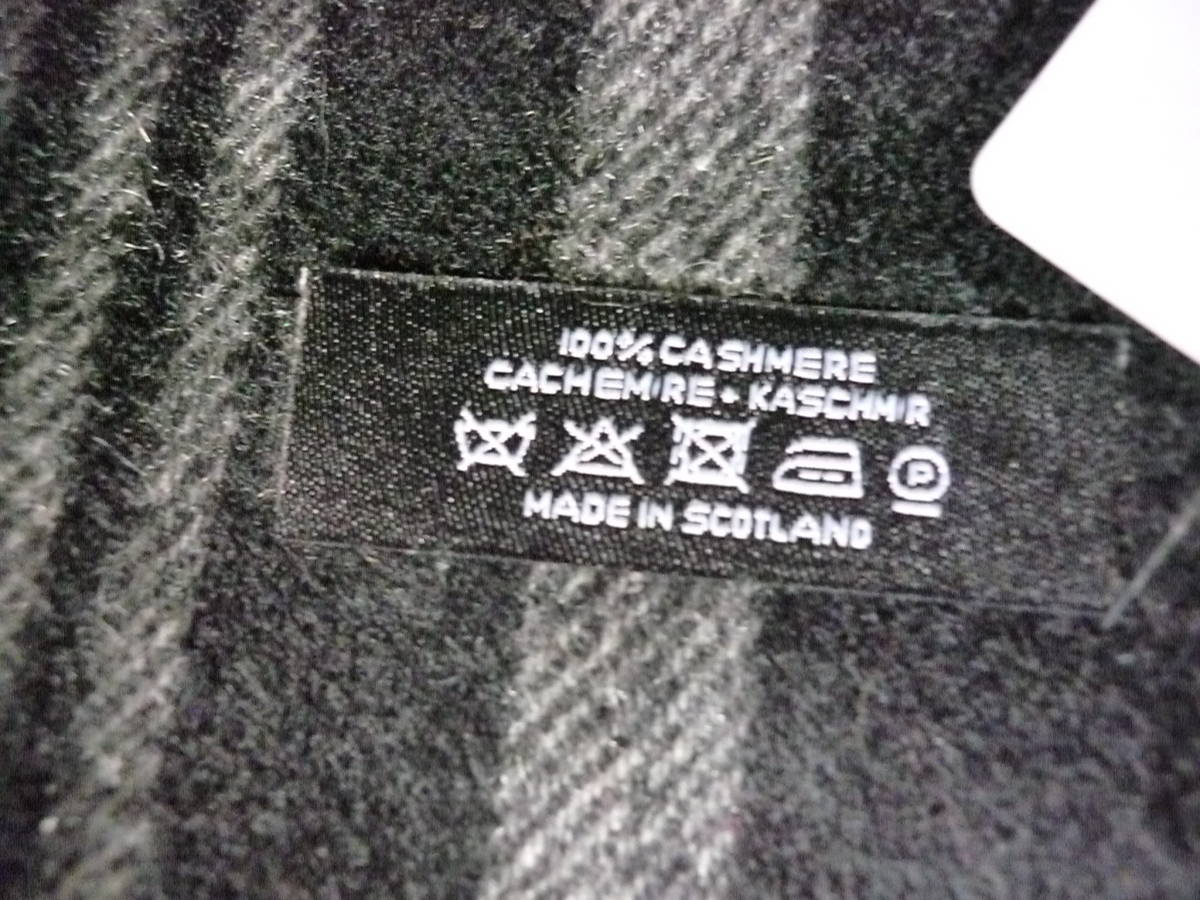 100% CASHMERE
CACHEMIRE • KASCHMIR
P
MADE IN SCOTLAND